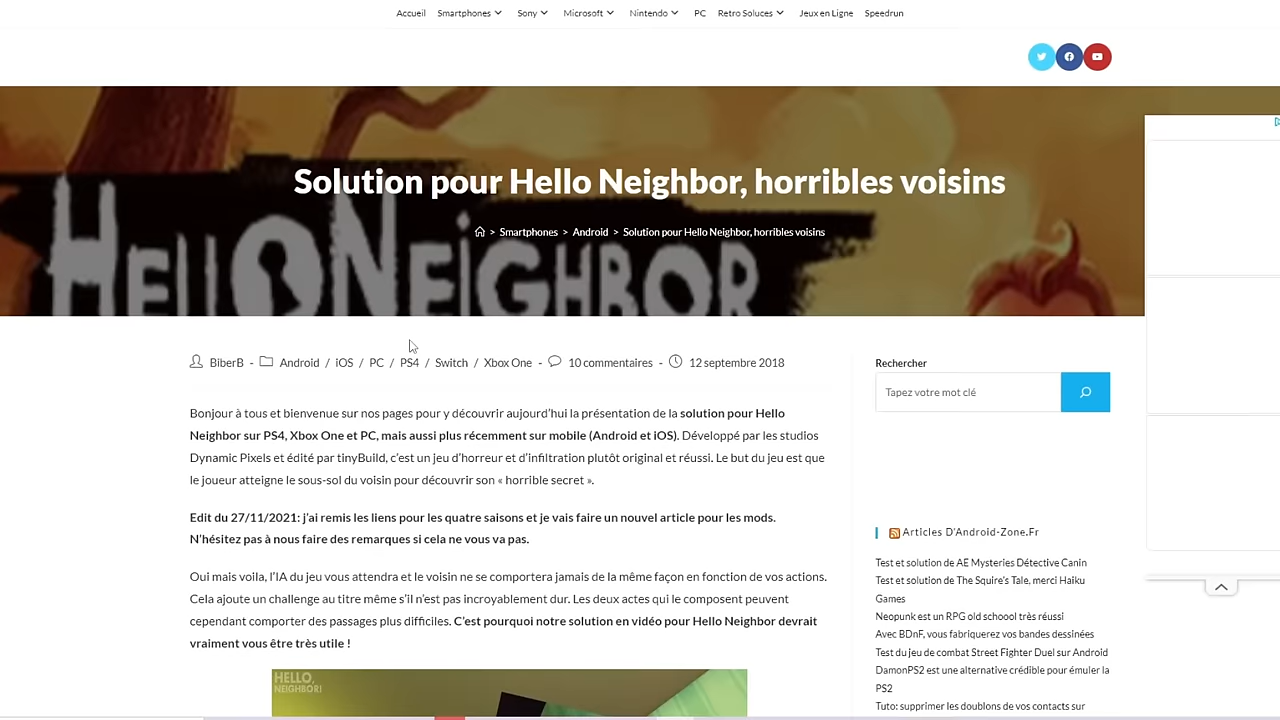 Accueil Smartphones Sony Microsoft Nintendo PC Retro Soluces Jeux en Ligne Speedrun
Solution pour Hello Neighbor, horribles voisins
> Smartphones > Android > Solution pour Hello Neighbor, horribles voisins
HELLO NEIGHBOR
BiberB - Android / iOS / PC / PS4 / Switch / Xbox One - 10 commentaires - 12 septembre 2018
Bonjour à tous et bienvenue sur nos pages pour y découvrir aujourd'hui la présentation de la solution pour Hello
Neighbor sur PS4, Xbox One et PC, mais aussi plus récemment sur mobile (Android et iOS). Développé par les studios
Dynamic Pixels et édité par tinyBuild, c'est un jeu d'horreur et d'infiltration plutôt original et réussi. Le but du jeu est que
le joueur atteigne le sous-sol du voisin pour découvrir son « horrible secret ».
Edit du 27/11/2021: j'ai remis les liens pour les quatre saisons et je vais faire un nouvel article pour les mods.
N'hésitez pas à nous faire des remarques si cela ne vous va pas.
Oui mais voila, l'IA du jeu vous attendra et le voisin ne se comportera jamais de la même façon en fonction de vos actions.
Cela ajoute un challenge au titre même s'il n'est pas incroyablement dur. Les deux actes qui le composent peuvent
cependant comporter des passages plus difficiles. C'est pourquoi notre solution en vidéo pour Hello Neighbor devrait
vraiment vous être très utile !
HELLO,
NEIGHBOR!
Rechercher
Tapez votre mot clé
Articles D'Android-Zone.Fr
Test et solution de AE Mysteries Détective Canin
Test et solution de The Squire's Tale, merci Haiku
Games
Neopunk est un RPG old schoool très réussi
Avec BDnF, vous fabriquerez vos bandes dessinées
Test du jeu de combat Street Fighter Duel sur Android
DamonPS2 est une alternative crédible pour émuler la
PS2
Tuto: supprimer les doublons de vos contacts sur